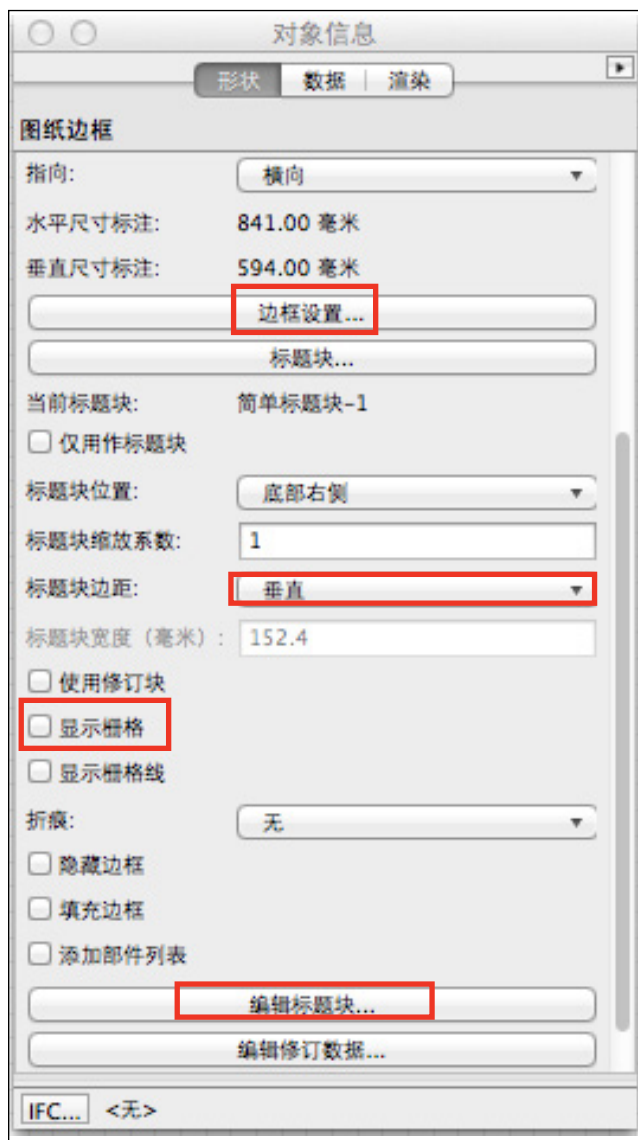 对象信息
形状 数据 渲染
图纸边框
指向: 横向
水平尺寸标注: 841.00 毫米
垂直尺寸标注: 594.00 毫米
边框设置...
标题块...
当前标题块: 简单标题块-1
仅用作标题块
标题块位置: 底部右侧
标题块缩放系数: 1
标题块边距: 垂直
标题块宽度（毫米）: 152.4
使用修订块
显示栅格
显示栅格线
折痕: 无
隐藏边框
填充边框
添加部件列表
编辑标题块...
编辑修订数据...
IFC... <无>